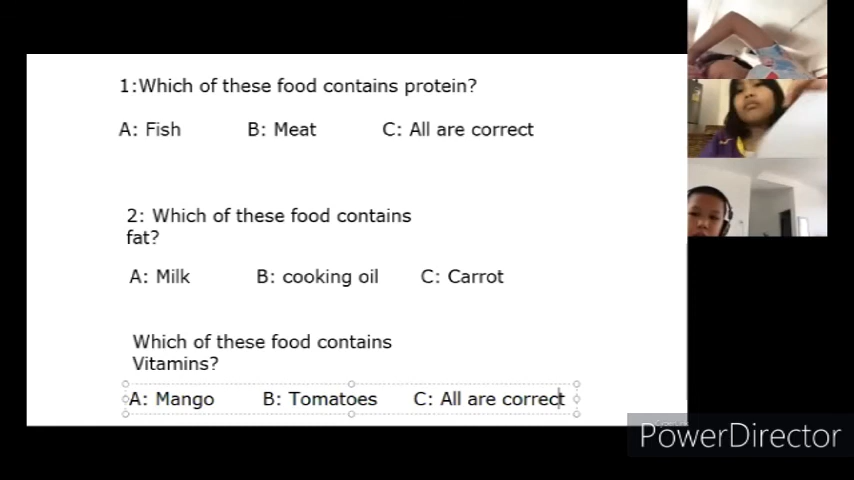 1:Which of these food contains protein?
A: Fish B: Meat C: All are correct
2: Which of these food contains
fat?
A: Milk B: cooking oil C: Carrot
Which of these food contains
Vitamins?
A: Mango B: Tomatoes C: All are correct
PowerDirector